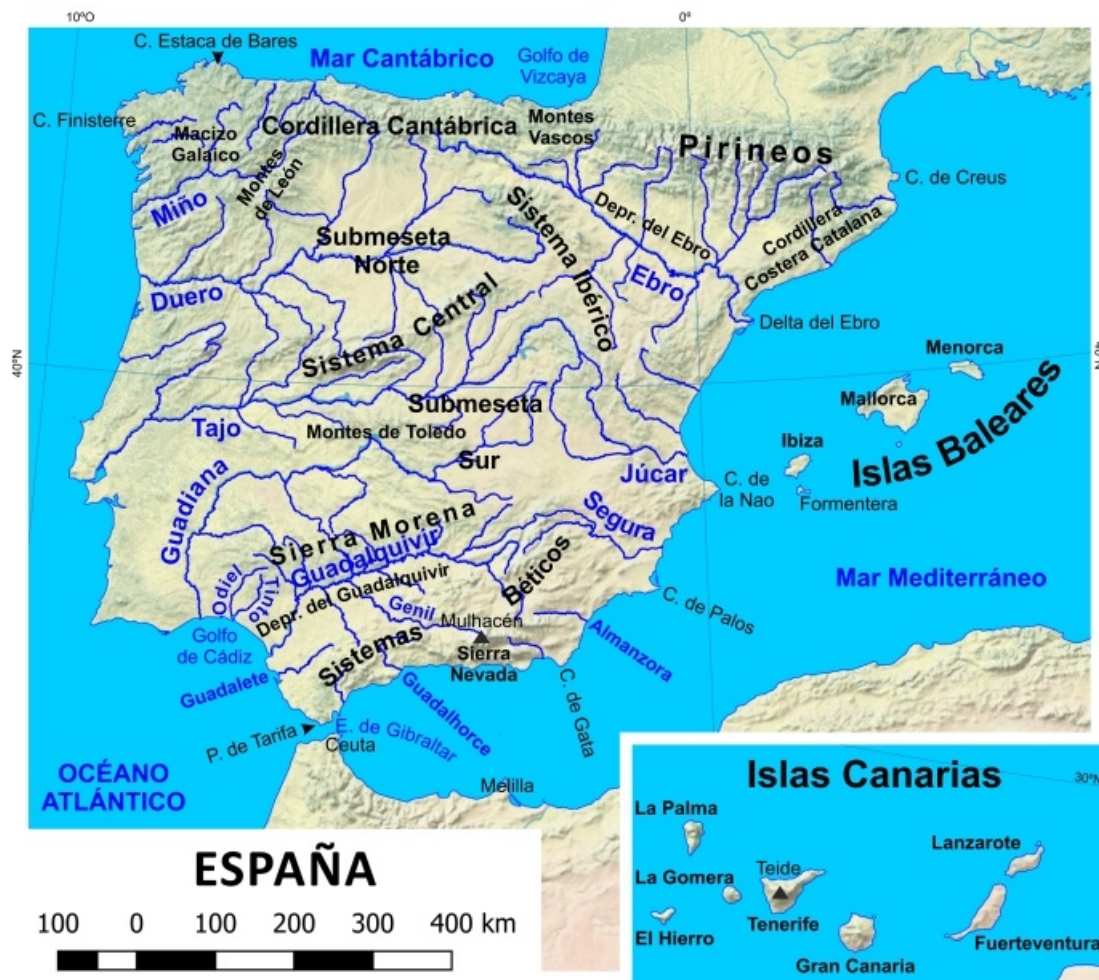 10ºO
0º
C. Estaca de Bares
Mar Cantábrico
Golfo de
Vizcaya
C. Finisterre
Macizo
Galaico
Cordillera Cantábrica
Montes
Vascos
Pirineos
Montes
de León
C. de Creus
Miño
Sistema Ibérico
Depr. del Ebro
Cordillera
Costera Catalana
Submeseta
Norte
Ebro
Duero
Sistema Central
Delta del Ebro
40ºN
40ºN
Menorca
Mallorca
Islas Baleares
Submeseta
Tajo
Montes de Toledo
Ibiza
Sur
Júcar
C. de
la Nao
Formentera
Guadiana
Sierra Morena
Segura
Guadalquivir
Odiel
Tinto
Depr. del Guadalquivir
Béticos
Mar Mediterráneo
Genil
Mulhacén
C. de Palos
Golfo
de Cádiz
Sistemas
Sierra
Nevada
Almanzora
Guadalete
Guadalhorce
C. de Gata
P. de Tarifa
E. de Gibraltar
Ceuta
OCÉANO
ATLÁNTICO
Melilla
Islas Canarias
30ºN
La Palma
Lanzarote
La Gomera
Teide
El Hierro
Tenerife
Fuerteventura
Gran Canaria
ESPAÑA
100 0 100 200 300 400 km